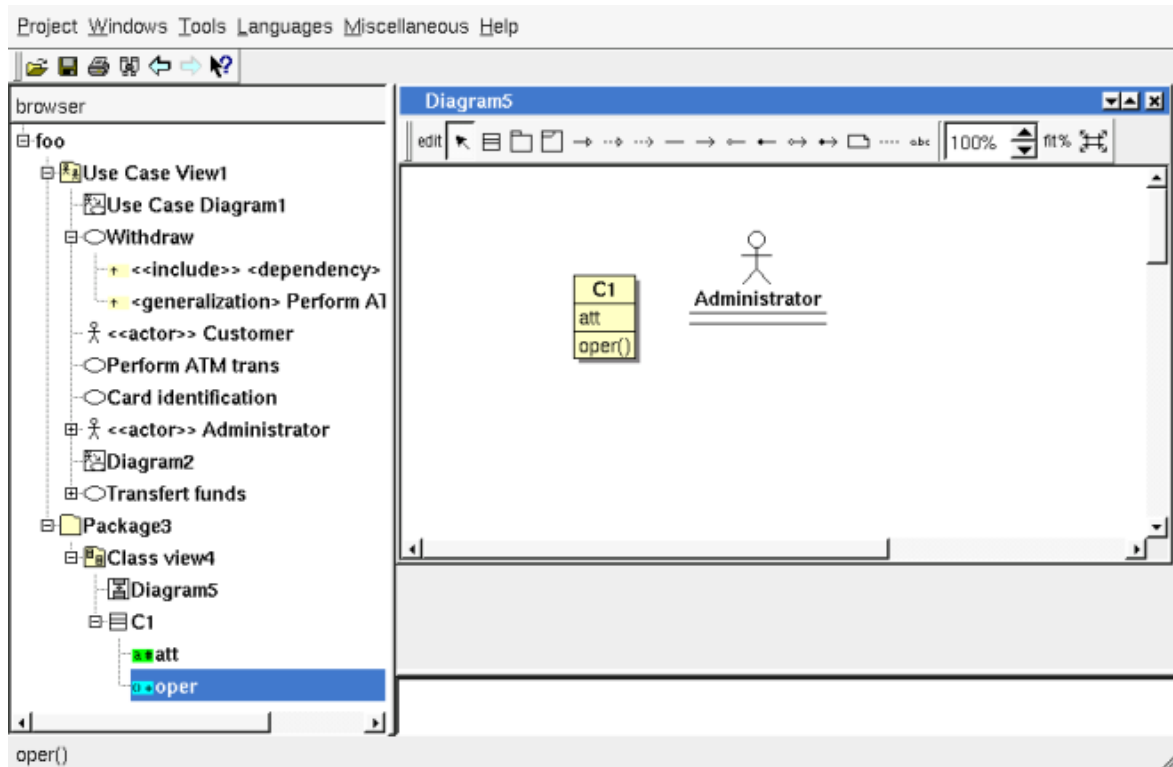 Project Windows Tools Languages Miscellaneous Help
browser
foo
Use Case View1
Use Case Diagram1
Withdraw
<<include>> <dependency>
<generalization> Perform AT
<<actor>> Customer
Perform ATM trans
Card identification
<<actor>> Administrator
Diagram2
Transfert funds
Package3
Class view4
Diagram5
C1
att
oper
Diagram5
edit abc 100% fit%
C1
att
oper()
Administrator
oper()